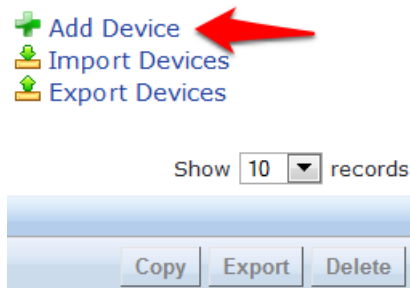 Add Device
Import Devices
Export Devices
Show 10 records
Copy Export Delete